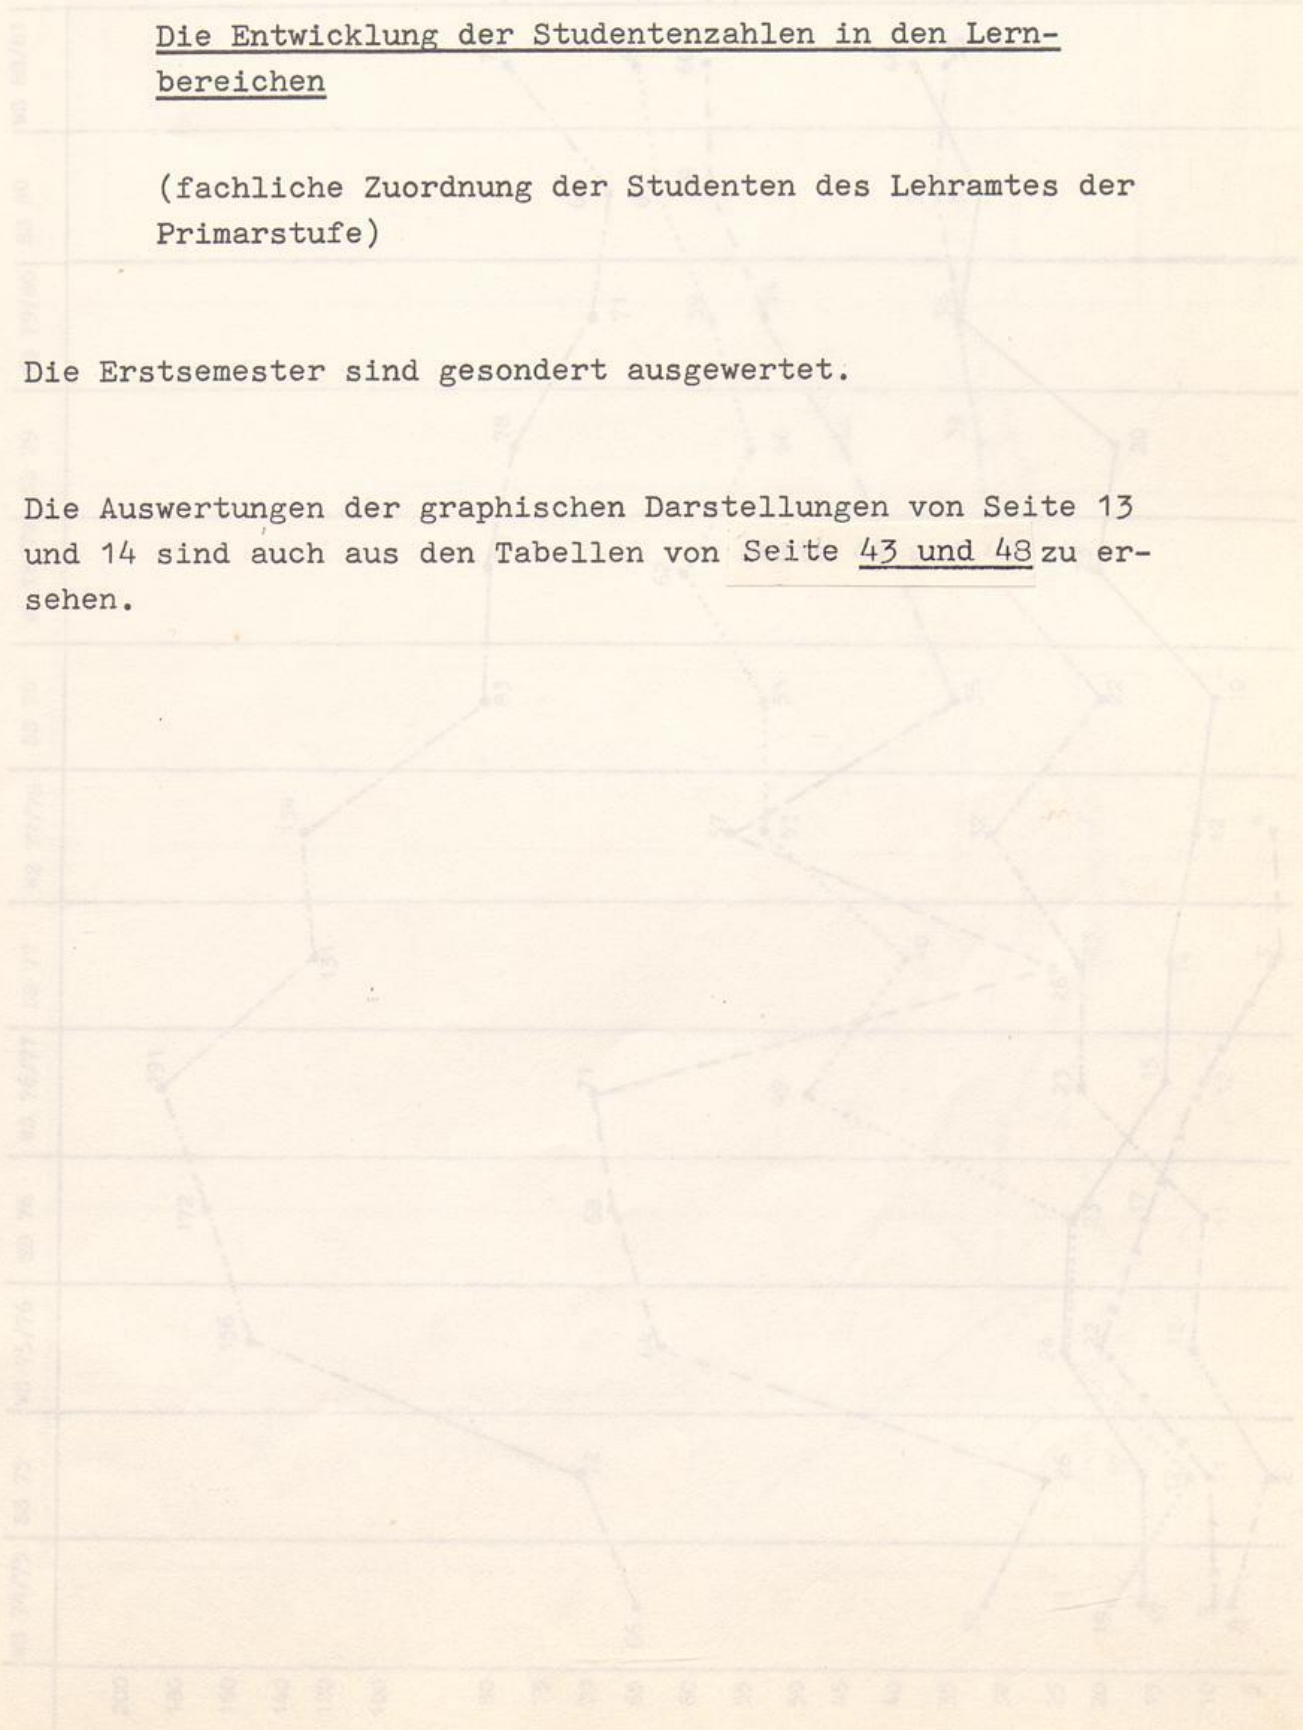 Die Entwicklung der Studentenzahlen in den Lern-
bereichen
(fachliche Zuordnung der Studenten des Lehramtes der
Primarstufe)
Die Erstsemester sind gesondert ausgewertet.
Die Auswertungen der graphischen Darstellungen von Seite 13
und 14 sind auch aus den Tabellen von Seite 43 und 48 zu er-
sehen.